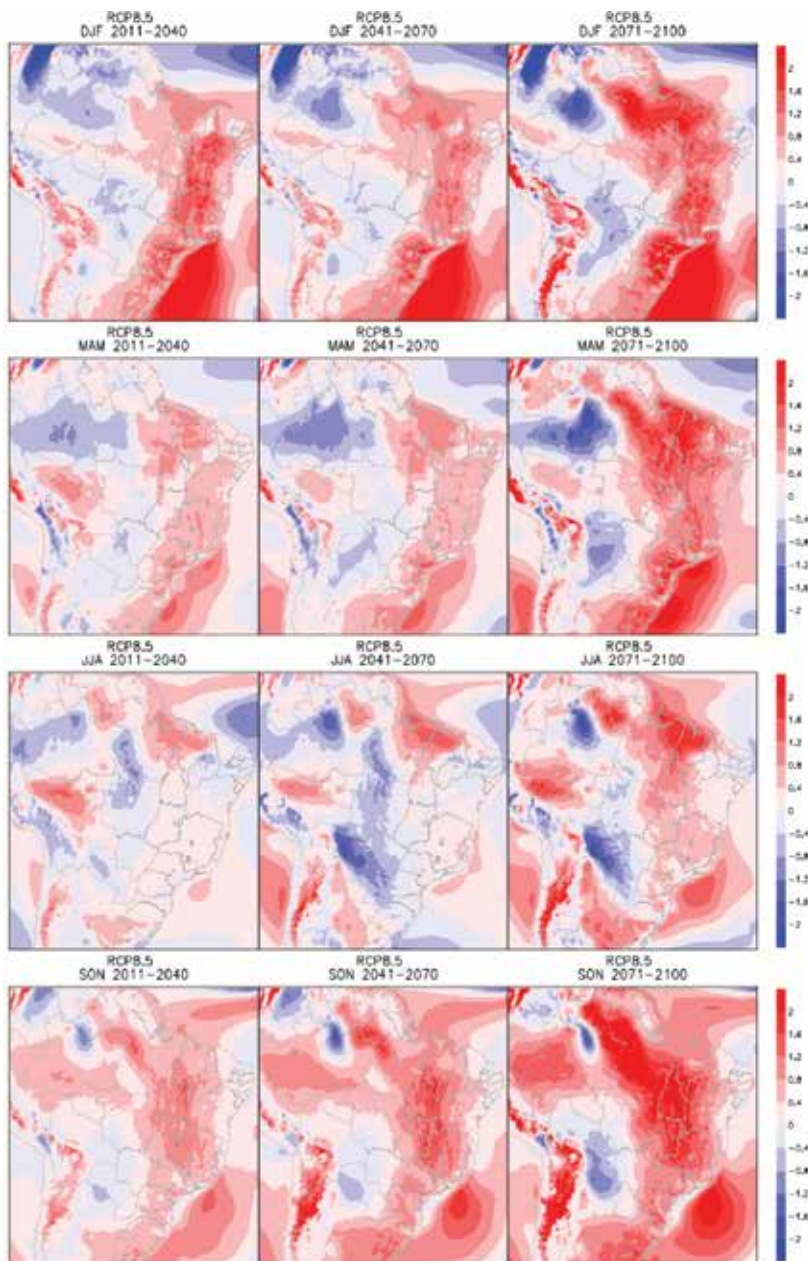 RCP8.5
DJF 2011-2040
RCP8.5
DJF 2041-2070
RCP8.5
DJF 2071-2100
2
1.6
1.2
0.8
0.4
0
-0.4
-0.8
-1.2
-1.6
-2
RCP8.5
MAM 2011-2040
RCP8.5
MAM 2041-2070
RCP8.5
MAM 2071-2100
2
1.6
1.2
0.8
0.4
0
-0.4
-0.8
-1.2
-1.6
-2
RCP8.5
JJA 2011-2040
RCP8.5
JJA 2041-2070
RCP8.5
JJA 2071-2100
2
1.6
1.2
0.8
0.4
0
-0.4
-0.8
-1.2
-1.6
-2
RCP8.5
SON 2011-2040
RCP8.5
SON 2041-2070
RCP8.5
SON 2071-2100
2
1.6
1.2
0.8
0.4
0
-0.4
-0.8
-1.2
-1.6
-2